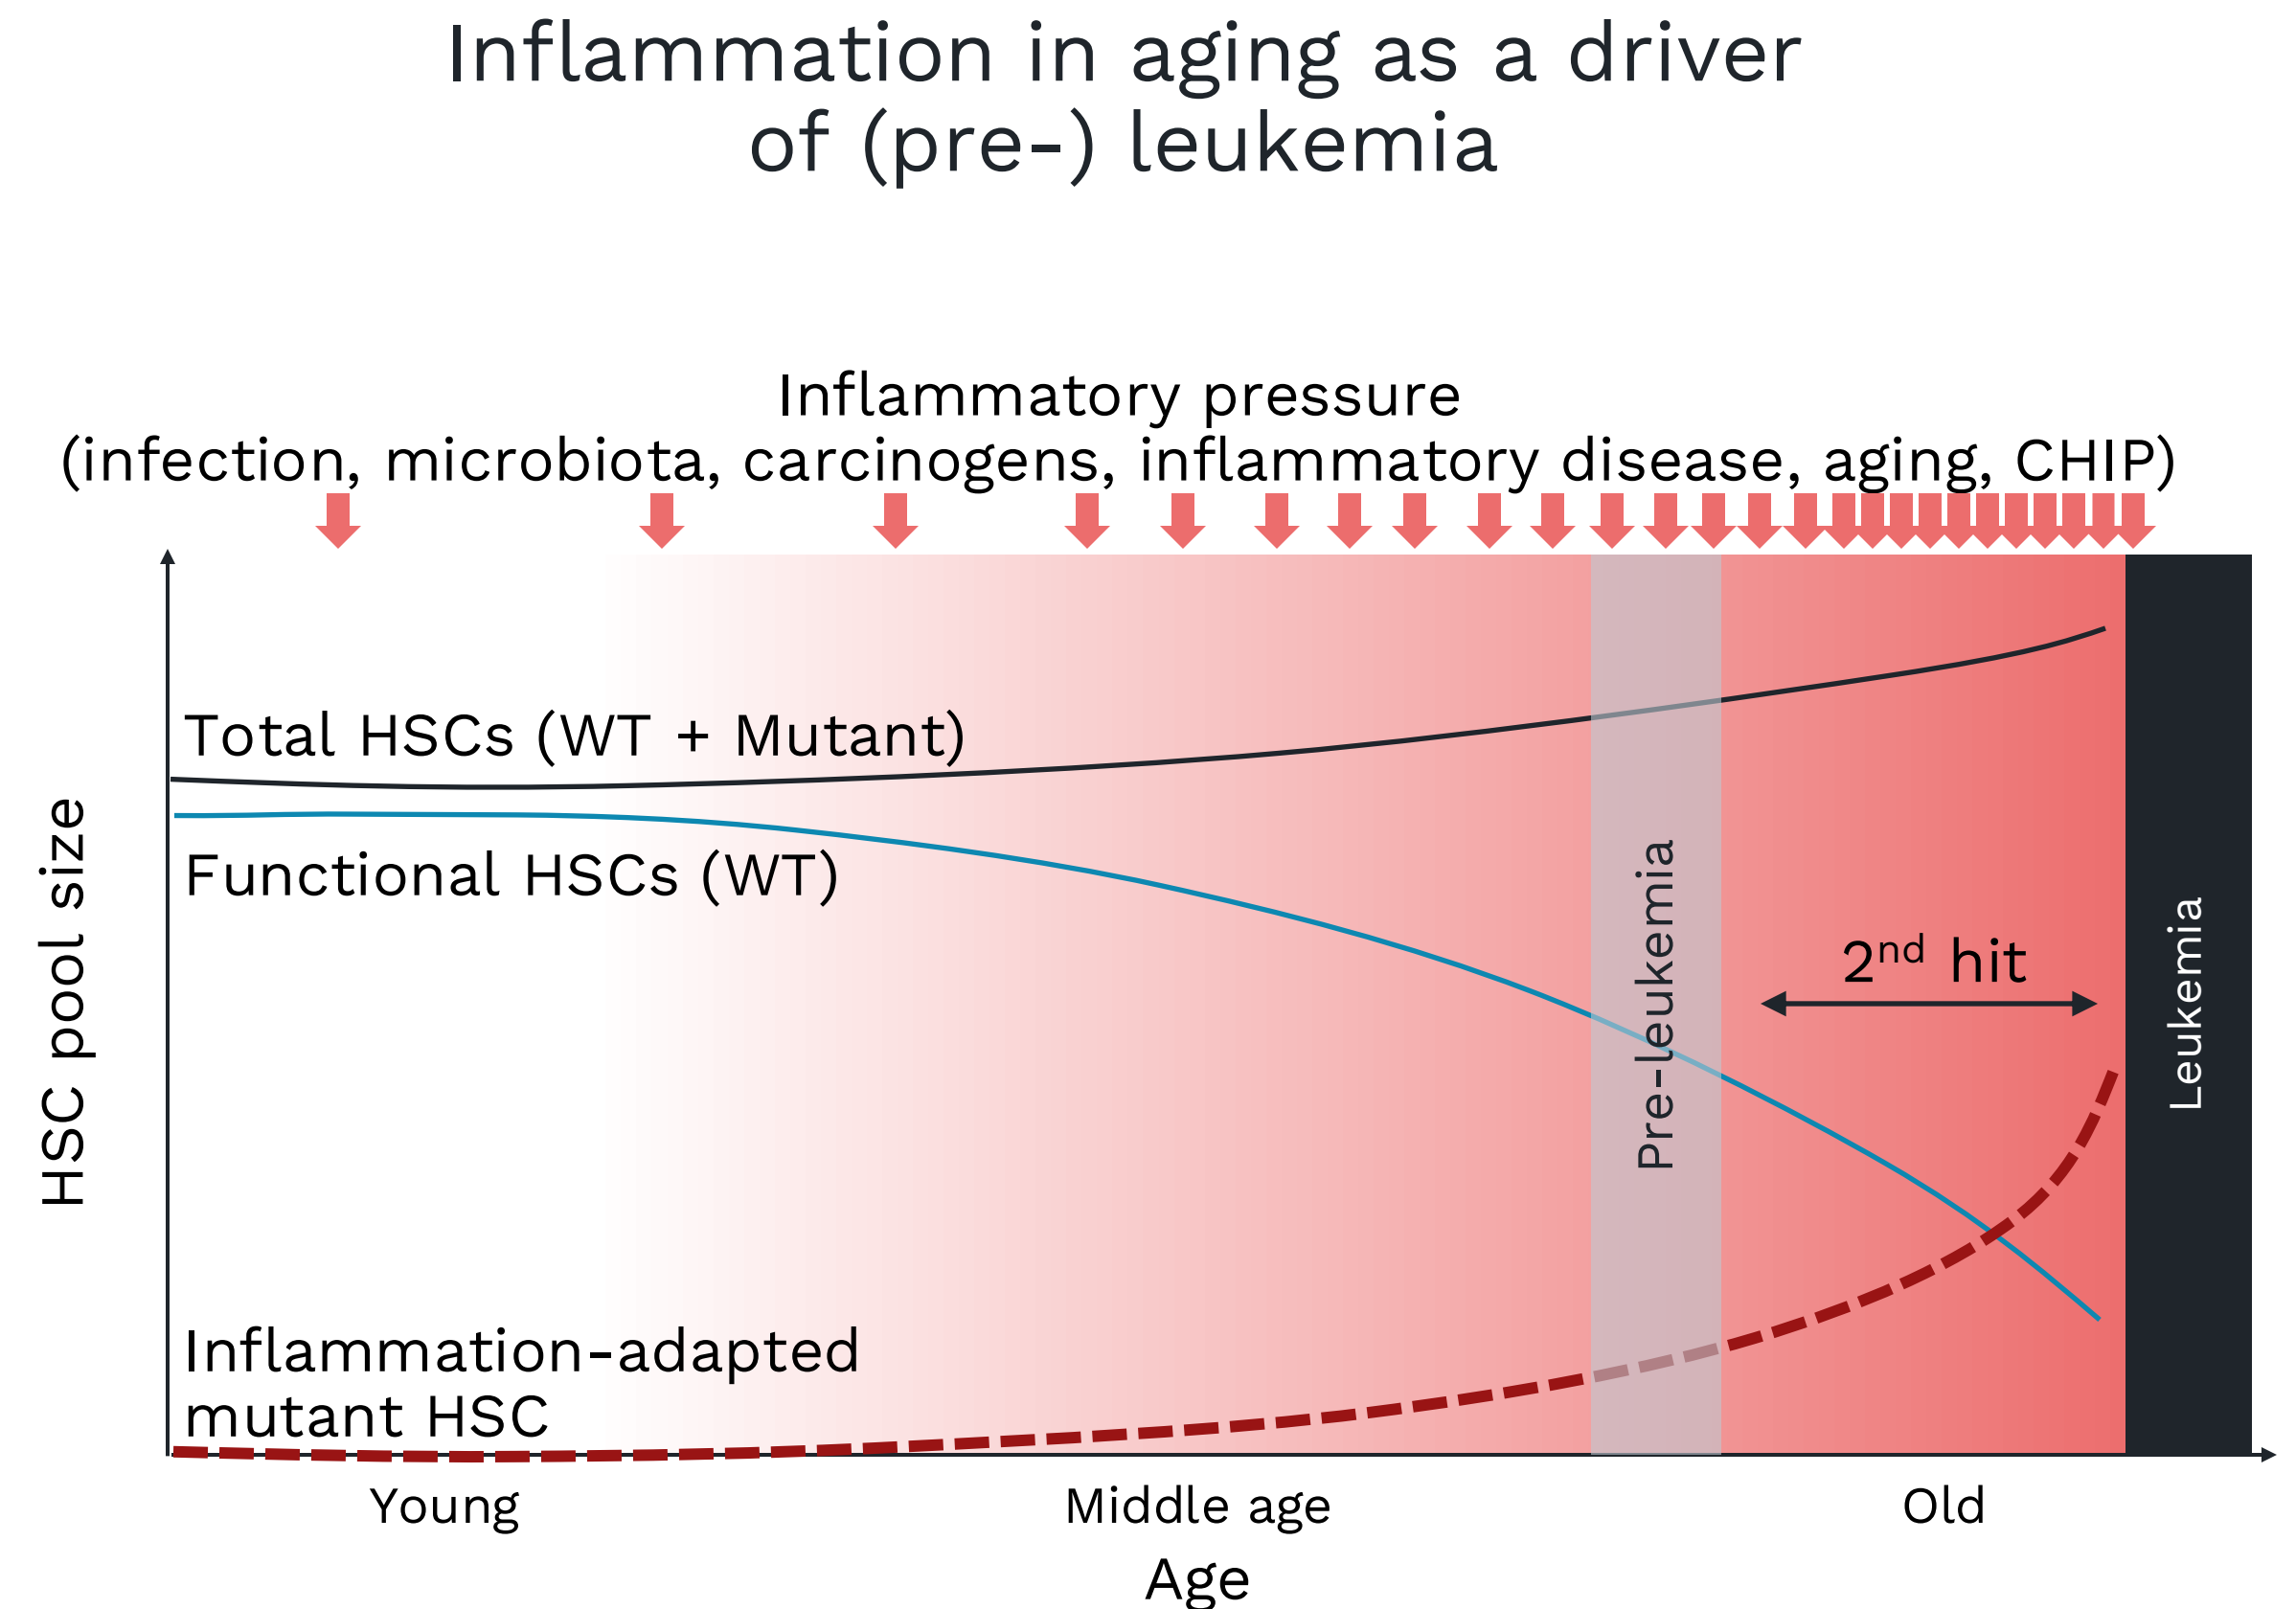 Inflammation in aging as a driver
of (pre-) leukemia
Inflammatory pressure
(infection, microbiota, carcinogens, inflammatory disease, aging, CHIP)
Total HSCs (WT + Mutant)
Functional HSCs (WT)
HSC pool size
Pre-leukemia
2nd hit
Leukemia
Inflammation-adapted
mutant HSC
Young
Middle age
Old
Age